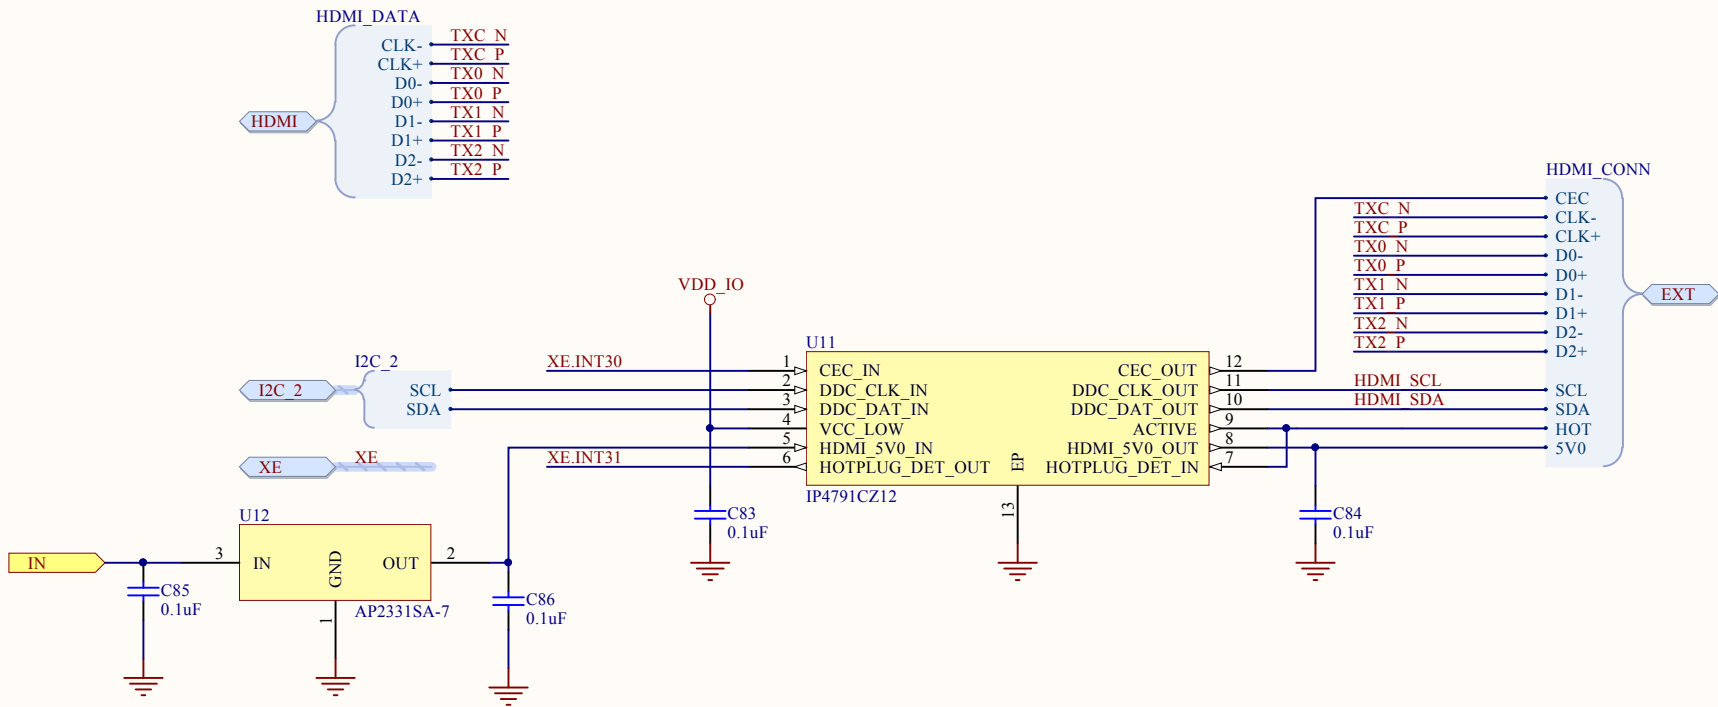 HDMI_DATA
HDMI
CLK-
CLK+
D0-
D0+
D1-
D1+
D2-
D2+
TXC_N
TXC_P
TX0_N
TX0_P
TX1_N
TX1_P
TX2_N
TX2_P
VDD_IO
I2C_2
I2C_2
SCL
SDA
XE
XE
XE.INT30
XE.INT31
U11
1
2
3
4
5
6
CEC_IN
DDC_CLK_IN
DDC_DAT_IN
VCC_LOW
HDMI_5V0_IN
HOTPLUG_DET_OUT
CEC_OUT
DDC_CLK_OUT
DDC_DAT_OUT
ACTIVE
HDMI_5V0_OUT
HOTPLUG_DET_IN
EP
13
12
11
10
9
8
7
IP4791CZ12
HDMI_CONN
TXC_N
TXC_P
TX0_N
TX0_P
TX1_N
TX1_P
TX2_N
TX2_P
HDMI_SCL
HDMI_SDA
CEC
CLK-
CLK+
D0-
D0+
D1-
D1+
D2-
D2+
SCL
SDA
HOT
5V0
EXT
C83
0.1uF
C84
0.1uF
IN
C85
0.1uF
U12
3
IN
GND
OUT
2
1
AP2331SA-7
C86
0.1uF